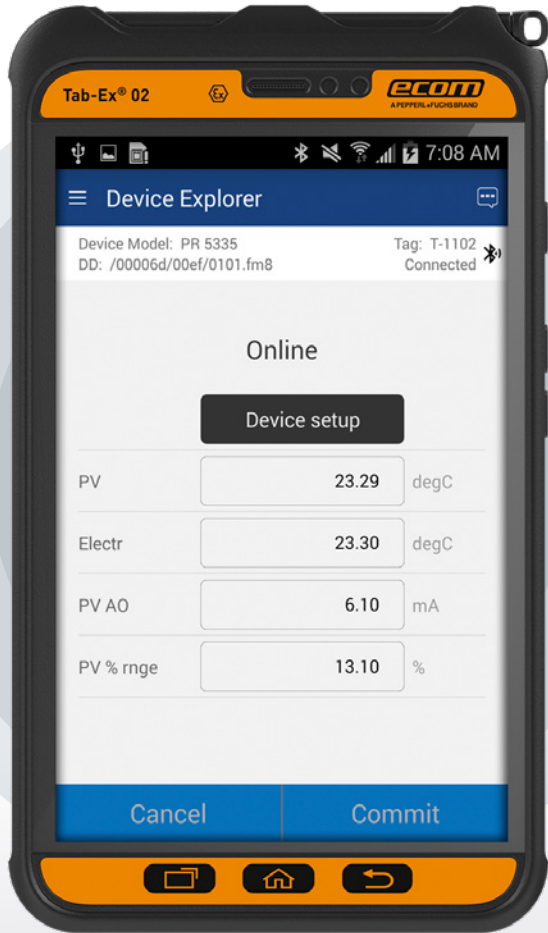 Tab-Ex® 02
Ex
ecom
A PEPPERL+FUCHS BRAND
7:08 AM
Device Explorer
Device Model: PR 5335
Tag: T-1102
DD: /00006d/00ef/0101.fm8
Connected
Online
Device setup
PV 23.29 degC
Electr 23.30 degC
PV AO 6.10 mA
PV % rnge 13.10 %
Cancel
Commit